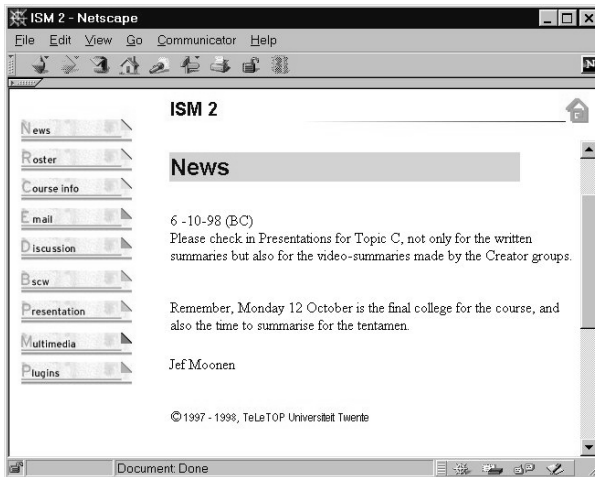 ISM 2 - Netscape
File Edit View Go Communicator Help
N
ISM 2
News
Roster
Course info
E mail
Discussion
Bscw
Presentation
Multimedia
Plugins
News
6 -10-98 (BC)
Please check in Presentations for Topic C, not only for the written
summaries but also for the video-summaries made by the Creator groups.
Remember, Monday 12 October is the final college for the course, and
also the time to summarise for the tentamen.
Jef Moonen
© 1997 - 1998, TeLeTOP Universiteit Twente
Document: Done